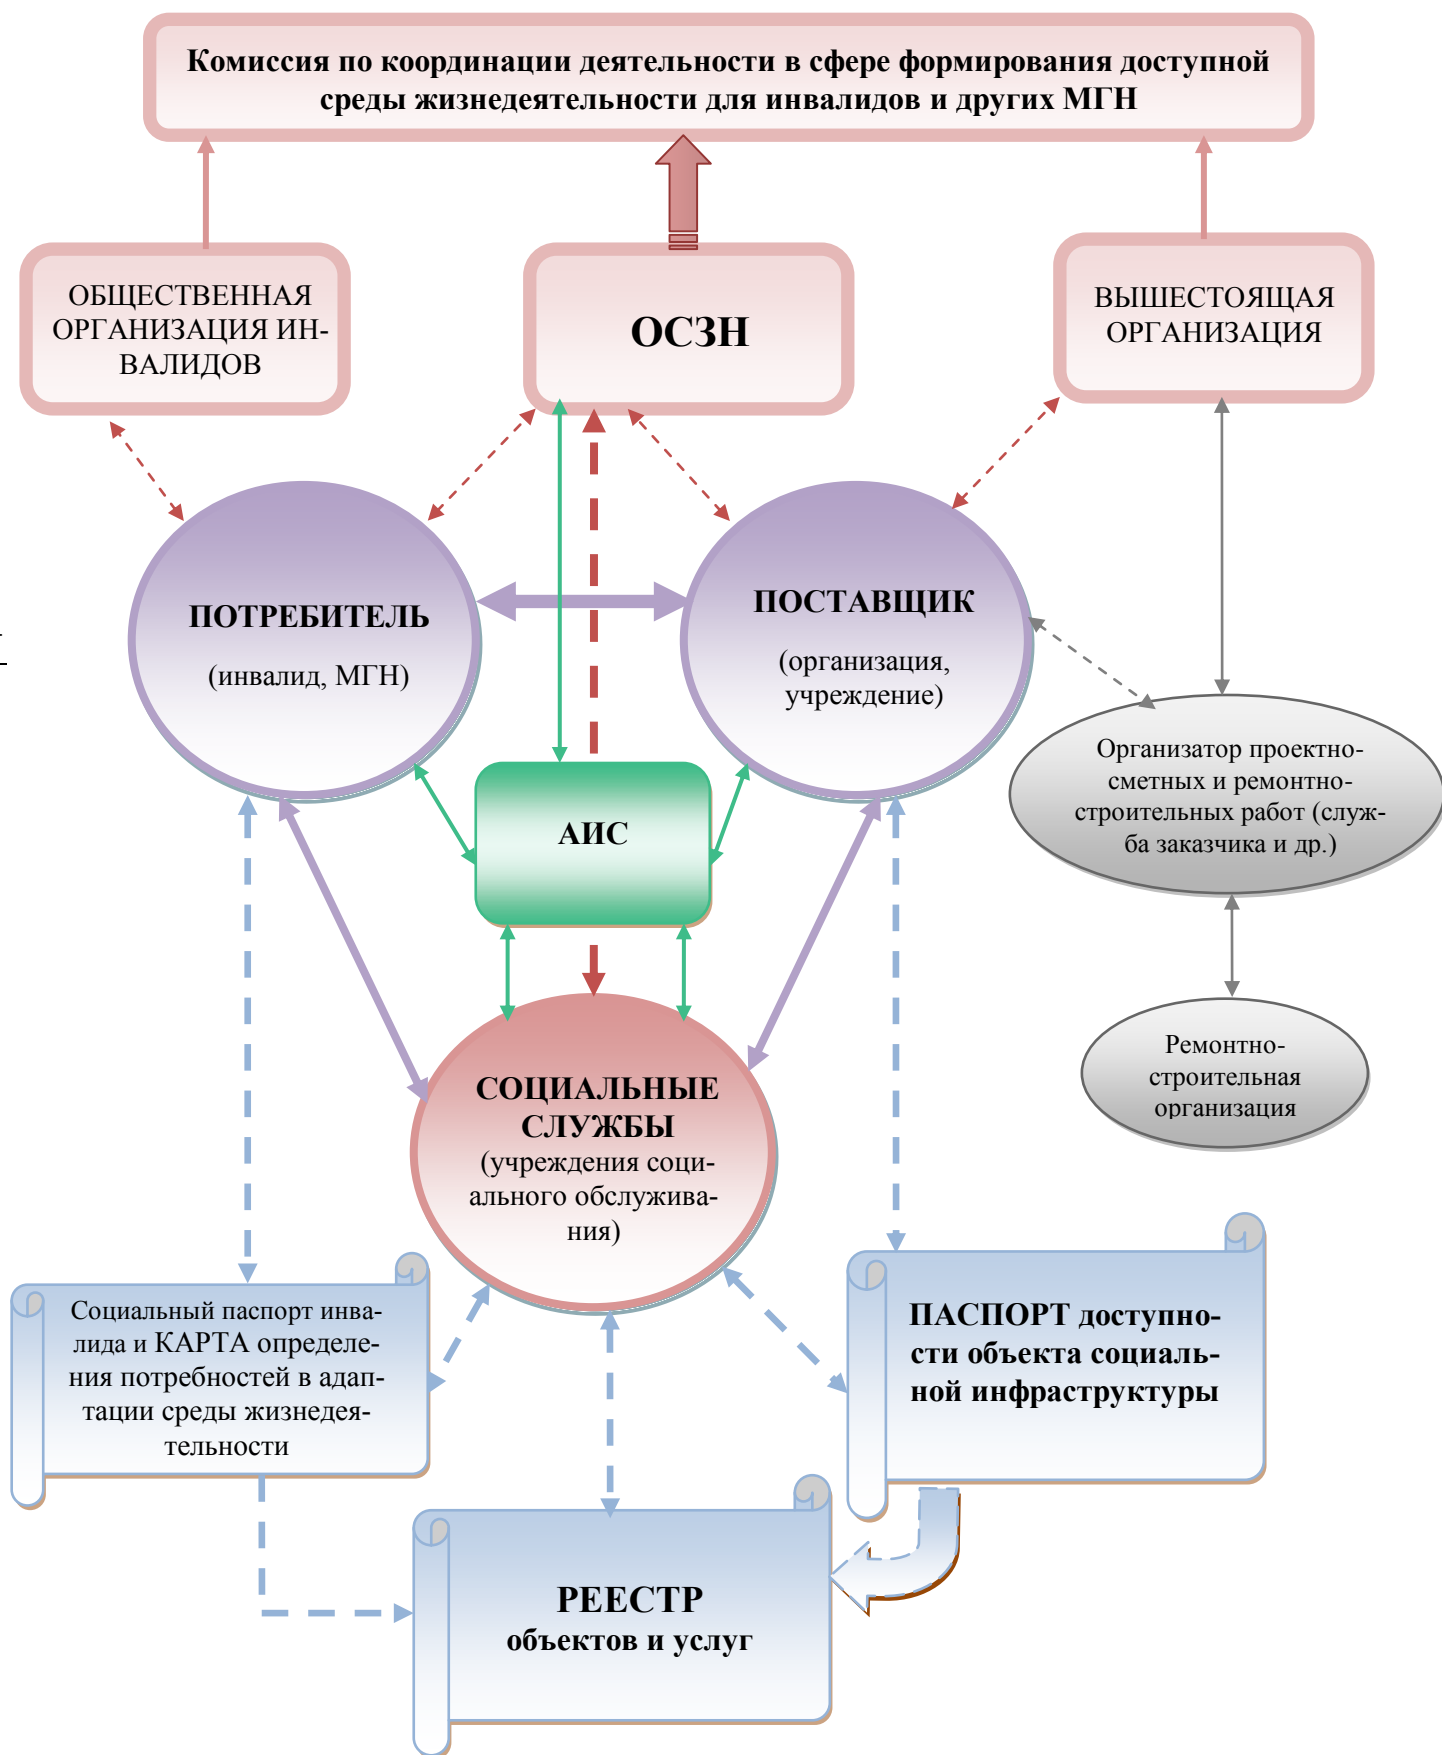 Комиссия по координации деятельности в сфере формирования доступной
среды жизнедеятельности для инвалидов и других МГН
ОБЩЕСТВЕННАЯ
ОРГАНИЗАЦИЯ ИН-
ВАЛИДОВ
ОСЗН
ВЫШЕСТОЯЩАЯ
ОРГАНИЗАЦИЯ
ПОТРЕБИТЕЛЬ
(инвалид, МГН)
ПОСТАВЩИК
(организация,
учреждение)
Организатор проектно-
сметных и ремонтно-
строительных работ (служ-
ба заказчика и др.)
АИС
Ремонтно-
строительная
организация
СОЦИАЛЬНЫЕ
СЛУЖБЫ
(учреждения соци-
ального обслужива-
ния)
Социальный паспорт инва-
лида и КАРТА определе-
ния потребностей в адап-
тации среды жизнедея-
тельности
ПАСПОРТ доступно-
сти объекта социаль-
ной инфраструктуры
РЕЕСТР
объектов и услуг